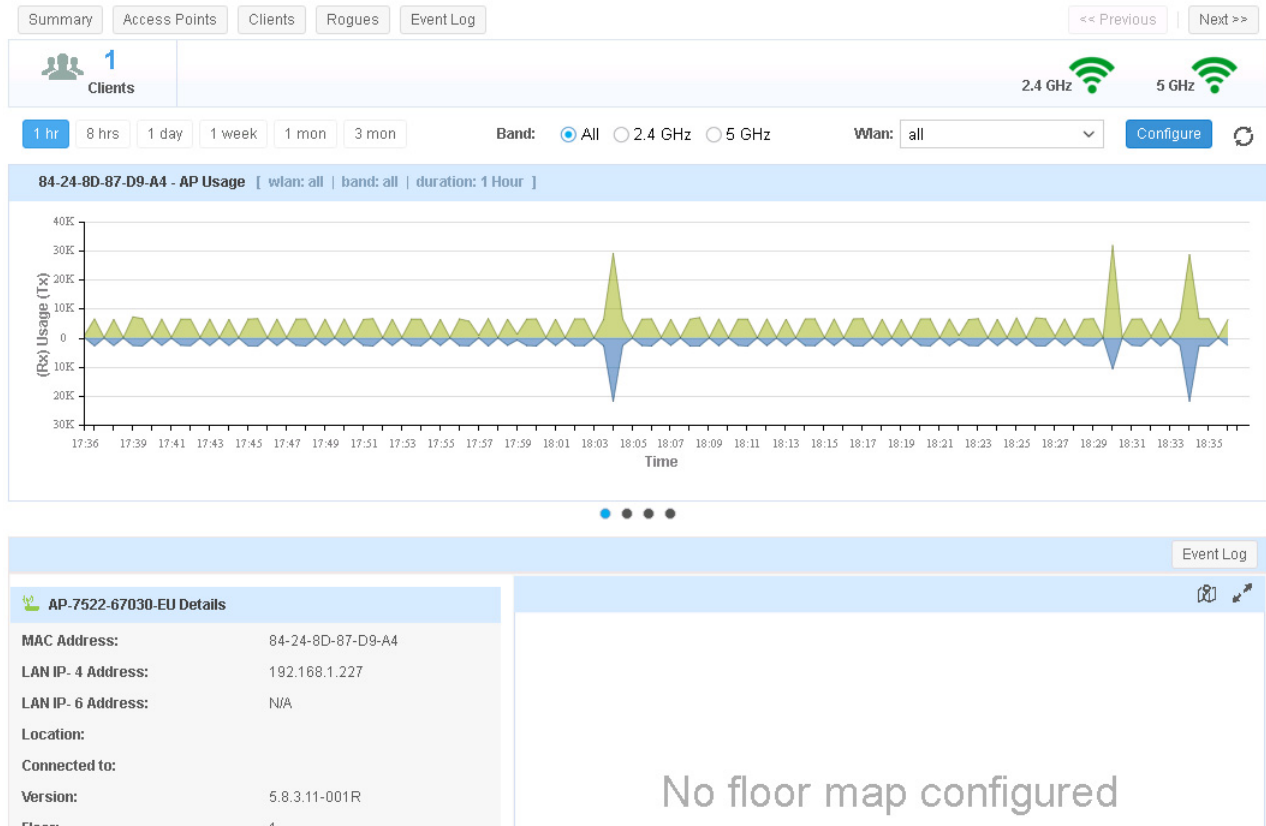 Summary Access Points Clients Rogues Event Log << Previous Next >>
1
Clients
2.4 GHz 5 GHz
1 hr 8 hrs 1 day 1 week 1 mon 3 mon Band: All 2.4 GHz 5 GHz Wlan: all Configure
84-24-8D-87-D9-A4 - AP Usage [ wlan: all | band: all | duration: 1 Hour ]
(Rx) Usage (Tx)
40K
30K
20K
10K
0
10K
20K
30K
17:36 17:39 17:41 17:43 17:45 17:47 17:49 17:51 17:53 17:55 17:57 17:59 18:01 18:03 18:05 18:07 18:09 18:11 18:13 18:15 18:17 18:19 18:21 18:23 18:25 18:27 18:29 18:31 18:33 18:35
Time
Event Log
AP-7522-67030-EU Details
MAC Address: 84-24-8D-87-D9-A4
LAN IP- 4 Address: 192.168.1.227
LAN IP- 6 Address: N/A
Location:
Connected to:
Version: 5.8.3.11-001R
No floor map configured